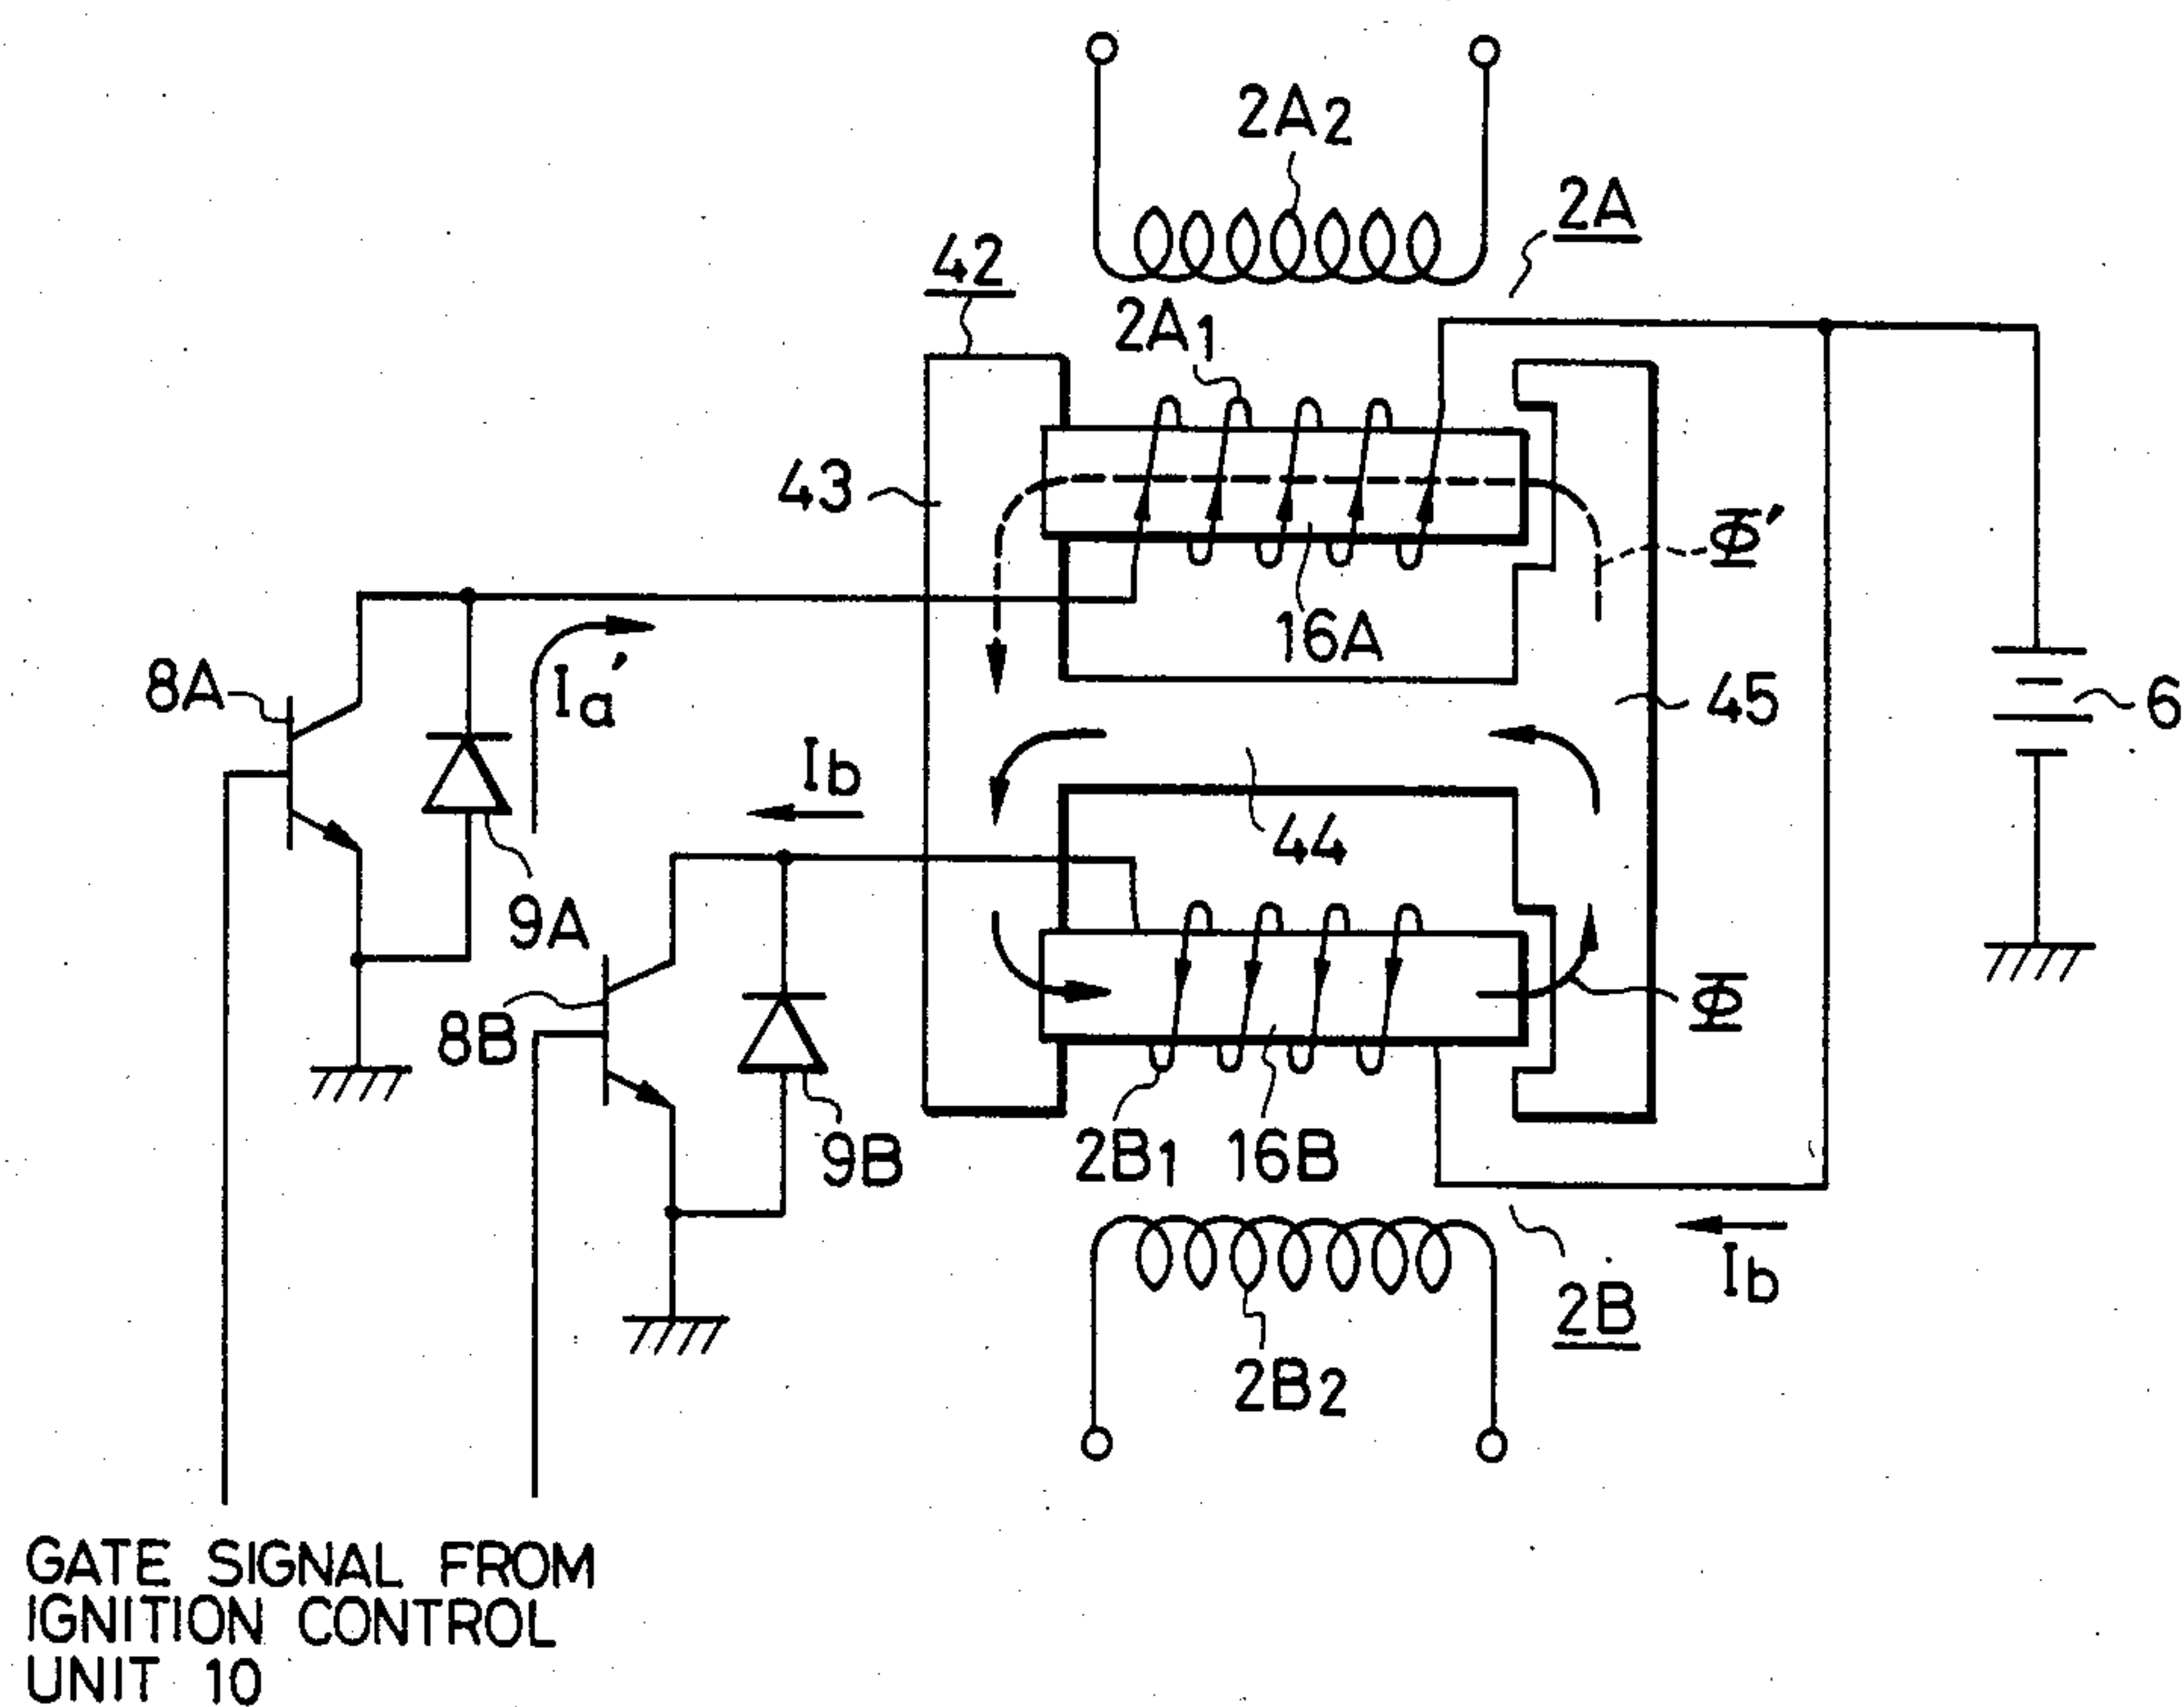 2A2
2A
42
2A1
43
Φ'
16A
8A
Ia'
45
6
Ib
44
9A
8B
Φ
9B
2B1 16B
Ib
2B
2B2
GATE SIGNAL FROM
IGNITION CONTROL
UNIT 10